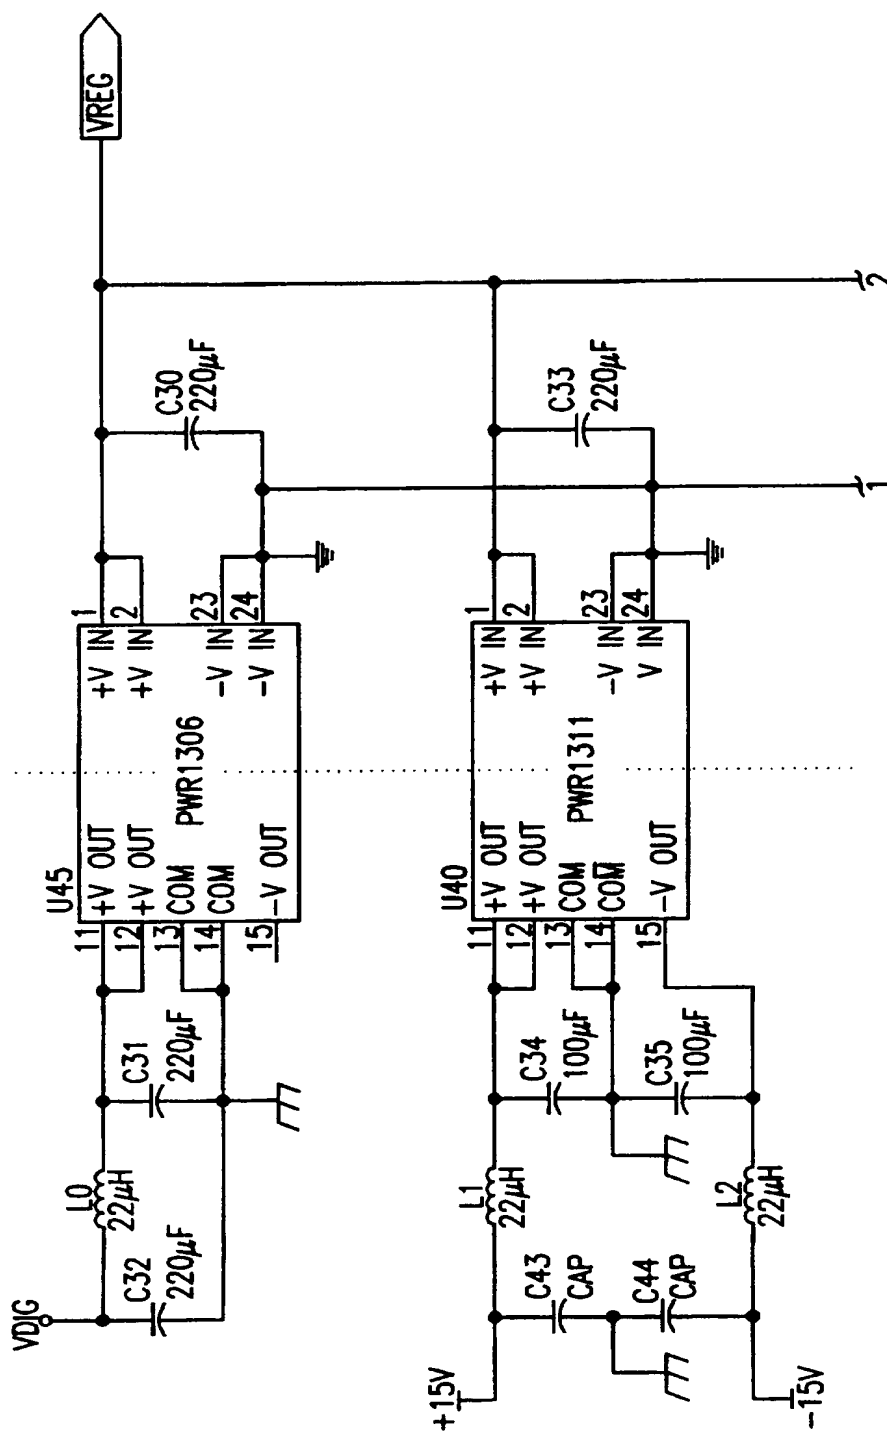 VREG
C30
220µF
1
2
23
24
+V IN
+V IN
−V IN
−V IN
PWR1306
U45
+V OUT
+V OUT
COM
COM
−V OUT
11
12
13
14
15
C31
220µF
L0
22µH
C32
220µF
VDIG
2
1
C33
220µF
1
2
23
24
+V IN
+V IN
−V IN
V IN
PWR1311
U40
+V OUT
+V OUT
COM
COM
−V OUT
11
12
13
14
15
C34
100µF
C35
100µF
L1
22µH
L2
22µH
C43
CAP
C44
CAP
+15V
−15V